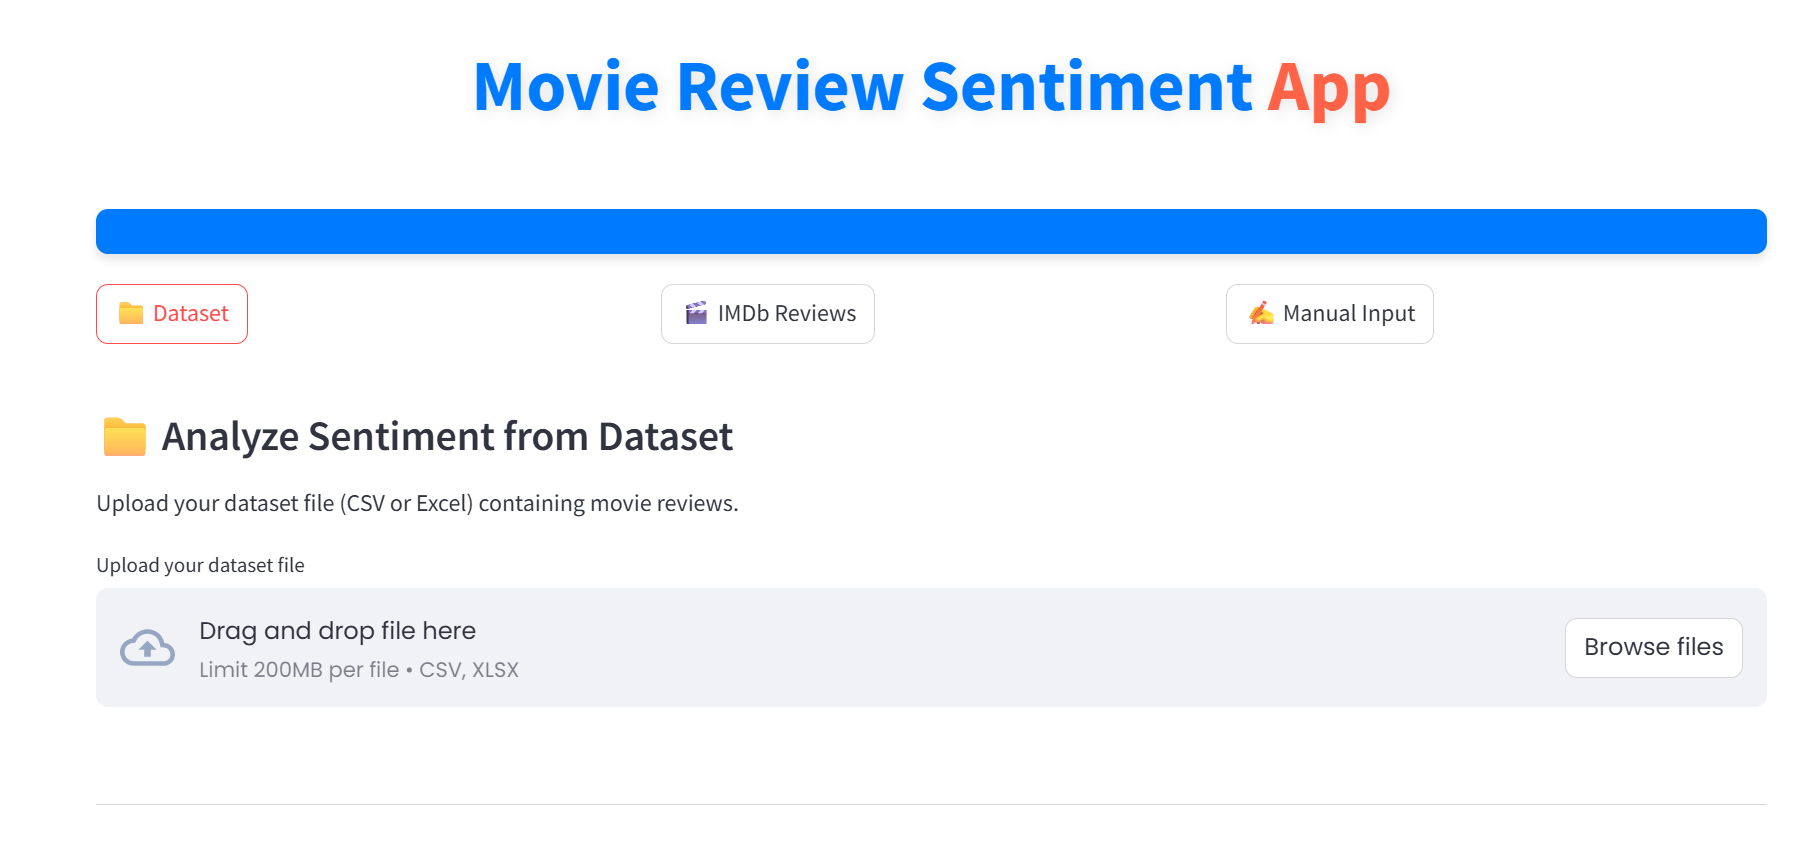 Movie Review Sentiment App
Dataset
IMDb Reviews
Manual Input
Analyze Sentiment from Dataset
Upload your dataset file (CSV or Excel) containing movie reviews.
Upload your dataset file
Drag and drop file here
Limit 200MB per file • CSV, XLSX
Browse files